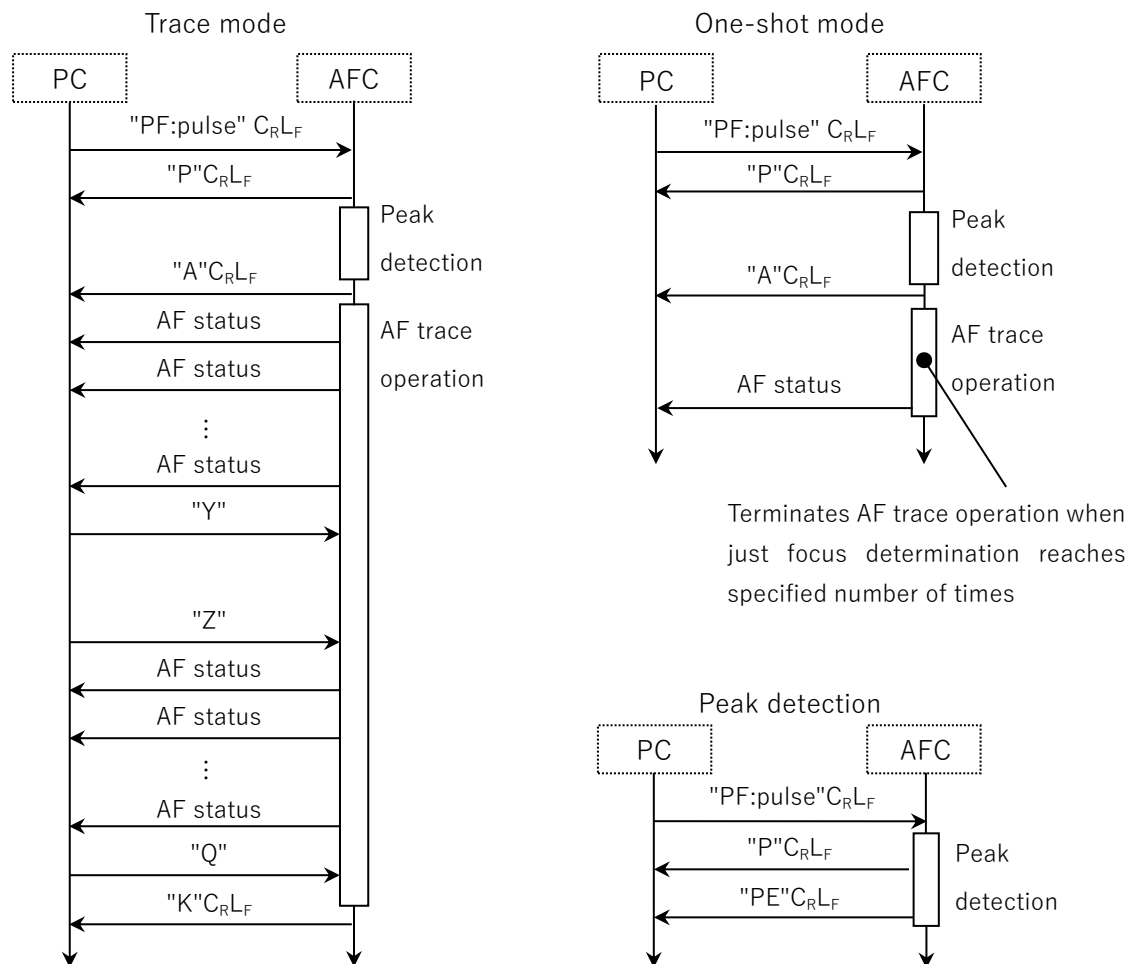 Trace mode
PC
AFC
"PF:pulse" CRLF
"P"CRLF
Peak
detection
"A"CRLF
AF status
AF trace
AF status
operation
⋮
AF status
"Y"
"Z"
AF status
AF status
⋮
AF status
"Q"
"K"CRLF
One-shot mode
PC
AFC
"PF:pulse"CRLF
"P"CRLF
Peak
detection
"A"CRLF
AF trace
AF status
operation
Terminates AF trace operation when
just focus determination reaches
specified number of times
Peak detection
PC
AFC
"PF:pulse"CRLF
"P"CRLF
Peak
"PE"CRLF
detection